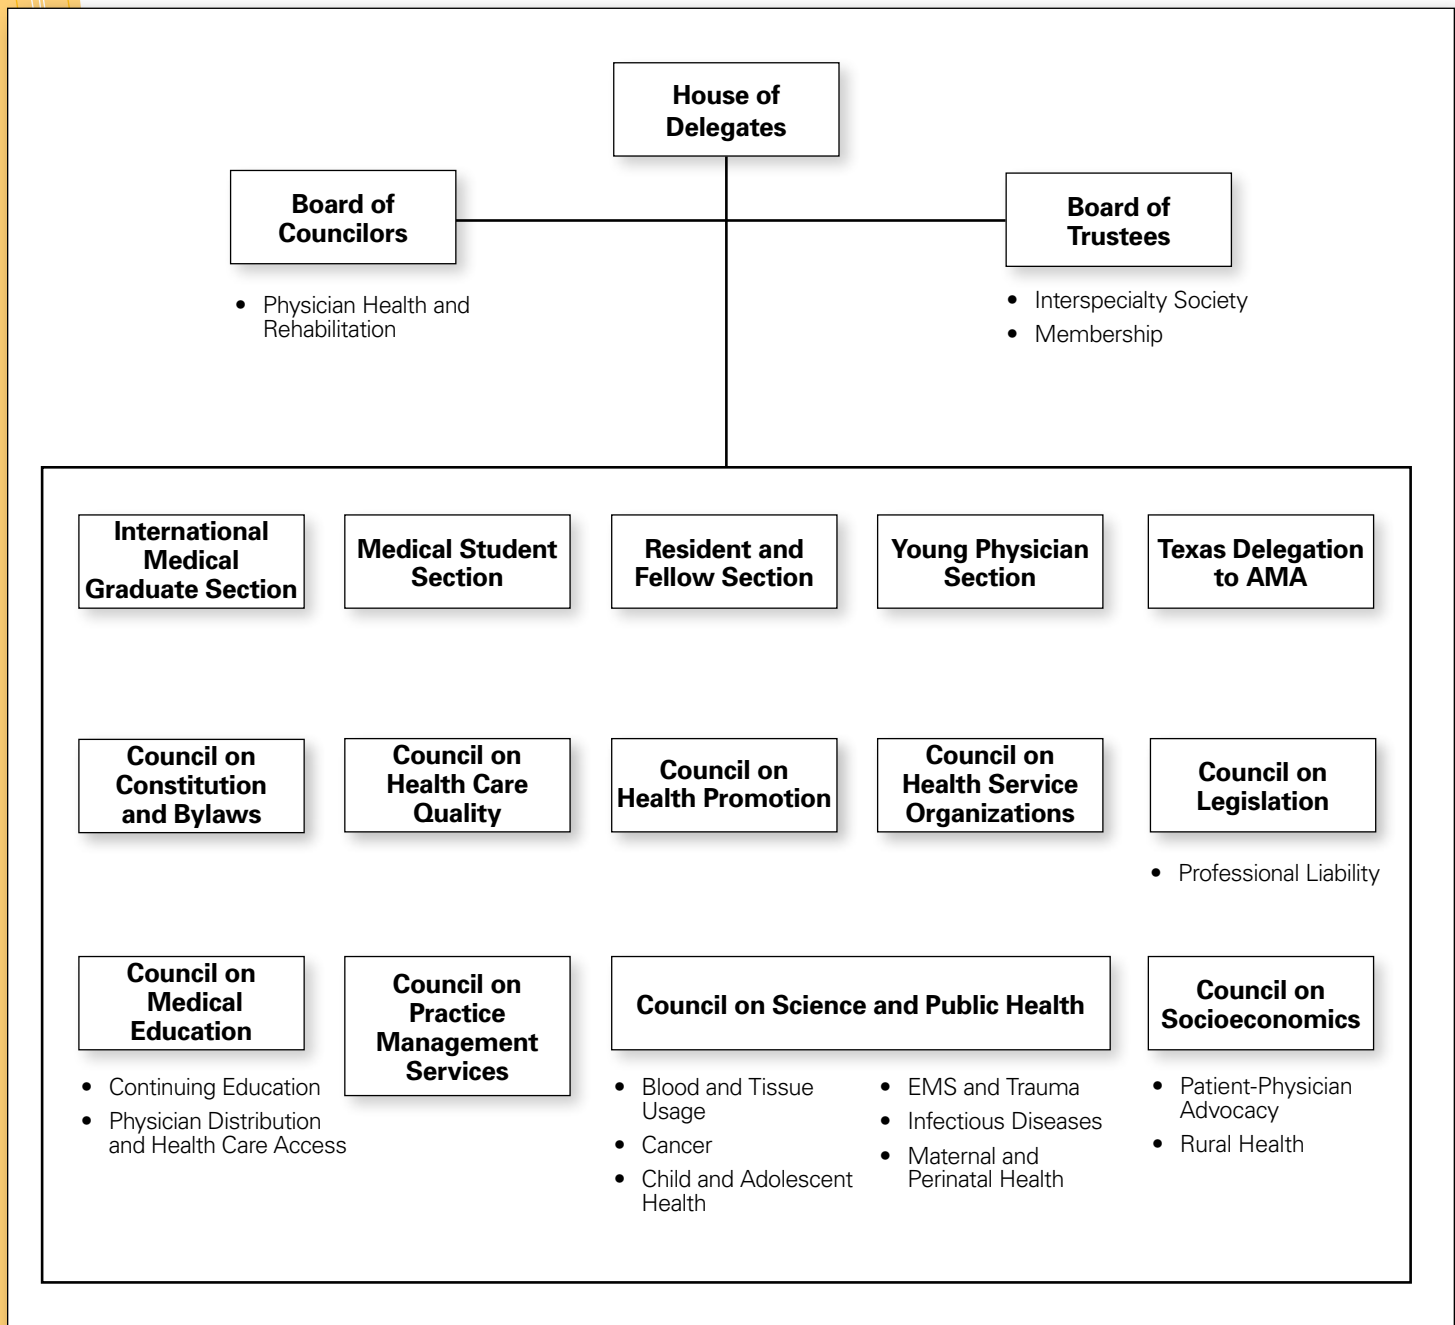 House of
Delegates
Board of
Councilors
• Physician Health and
Rehabilitation
Board of
Trustees
• Interspecialty Society
• Membership
International
Medical
Graduate Section
Medical Student
Section
Resident and
Fellow Section
Young Physician
Section
Texas Delegation
to AMA
Council on
Constitution
and Bylaws
Council on
Health Care
Quality
Council on
Health Promotion
Council on
Health Service
Organizations
Council on
Legislation
• Professional Liability
Council on
Medical
Education
• Continuing Education
• Physician Distribution
and Health Care Access
Council on
Practice
Management
Services
Council on Science and Public Health
• Blood and Tissue
Usage
• Cancer
• Child and Adolescent
Health
• EMS and Trauma
• Infectious Diseases
• Maternal and
Perinatal Health
Council on
Socioeconomics
• Patient-Physician
Advocacy
• Rural Health